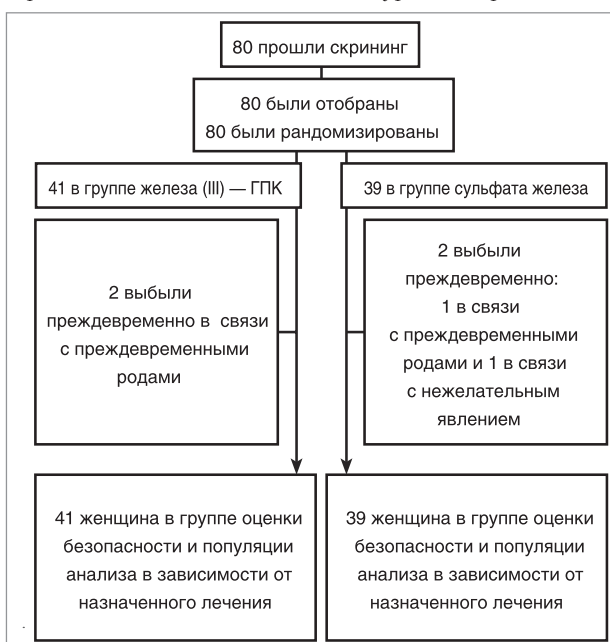 80 прошли скрининг
80 были отобраны
80 были рандомизированы
41 в группе железа (III) — ГПК
39 в группе сульфата железа
2 выбыли
преждевременно в связи
с преждевременными
родами
2 выбыли
преждевременно:
1 в связи
с преждевременными
родами и 1 в связи
с нежелательным
явлением
41 женщина в группе оценки
безопасности и популяции
анализа в зависимости от
назначенного лечения
39 женщина в группе оценки
безопасности и популяции
анализа в зависимости от
назначенного лечения